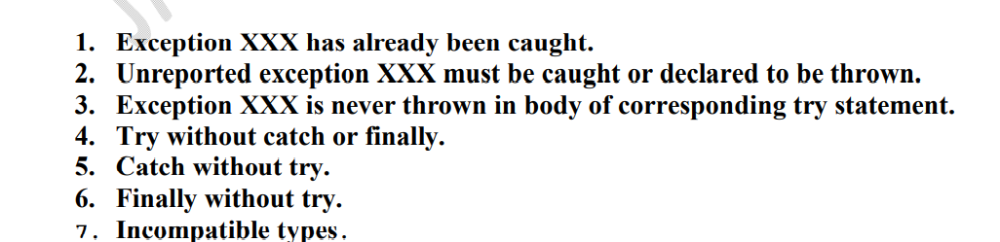 1. Exception XXX has already been caught.
2. Unreported exception XXX must be caught or declared to be thrown.
3. Exception XXX is never thrown in body of corresponding try statement.
4. Try without catch or finally.
5. Catch without try.
6. Finally without try.
7. Incompatible types.